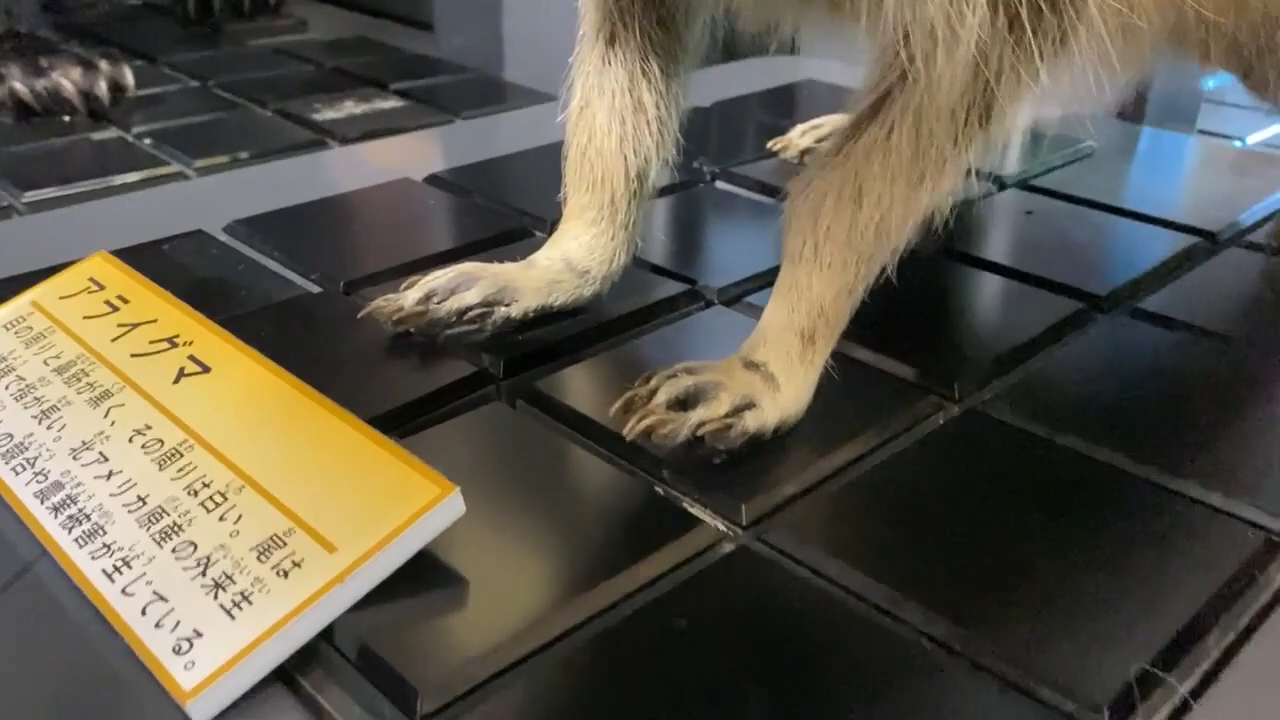 アライグマ
目の周りと鼻筋が黒く、その周りは白い。尾は
様で指が長い。北アメリカ原産の外来生
の競合や農業被害が生じている。